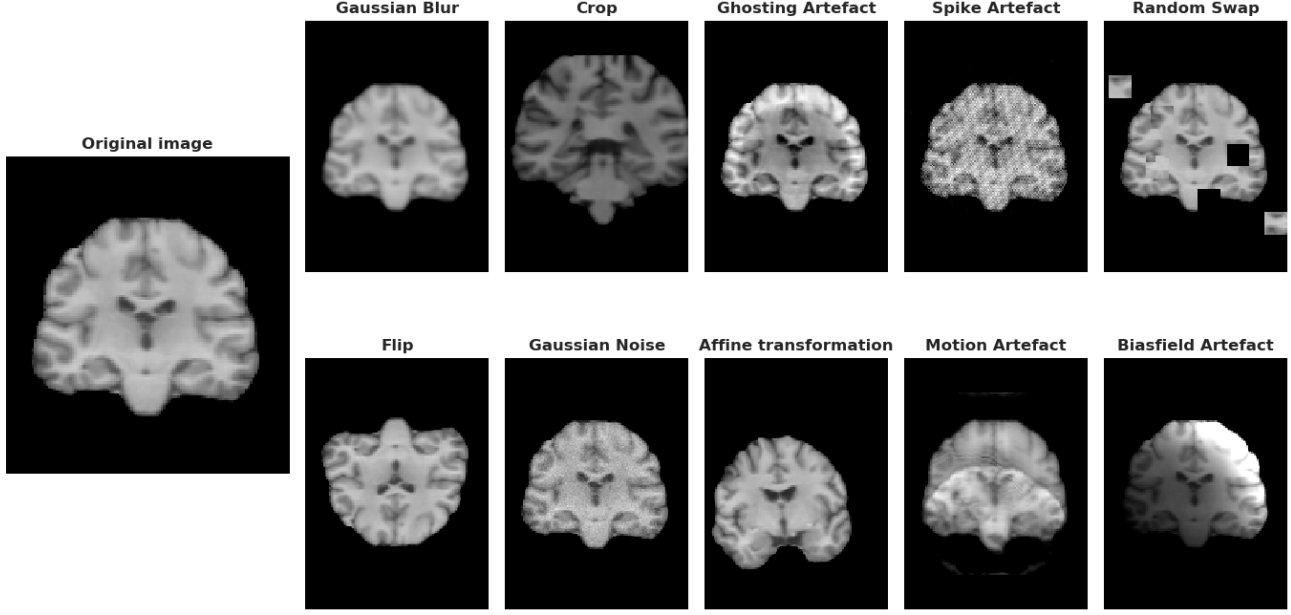 Original image
Gaussian Blur
Crop
Ghosting Artefact
Spike Artefact
Random Swap
Flip
Gaussian Noise
Affine transformation
Motion Artefact
Biasfield Artefact